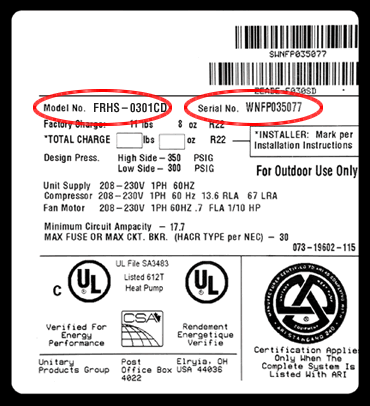 SWNFP035077
Model No. FRHS-0301CD Serial No. WNFP035077
Factory Charge: 11 lbs 8 oz R22
*TOTAL CHARGE lbs oz R22
*INSTALLER: Mark per
Installation Instructions
Design Press. High Side-350 PSIG
Low Side-300 PSIG
For Outdoor Use Only
Unit Supply 208-230V 1PH 60HZ
Compressor 208-230V 1PH 60 Hz 13.6 RLA 67 LRA
Fan Motor 208-230V 1PH 60HZ .7 FLA 1/10 HP
Minimum Circuit Ampacity - 17.7
MAX FUSE OR MAX CKT. BKR. (HACR TYPE per NEC) - 30
073-19602-115
C UL
UL File SA3483
Listed 612T
Heat Pump
UL
Verified For
Energy
Performance
CSA
Rendement
Energetique
Verifie
Unitary
Products Group
Post
Office Box
4022
Elryia, OH
USA 44036
Certification Applies
Only When The
Complete System Is
Listed With ARI